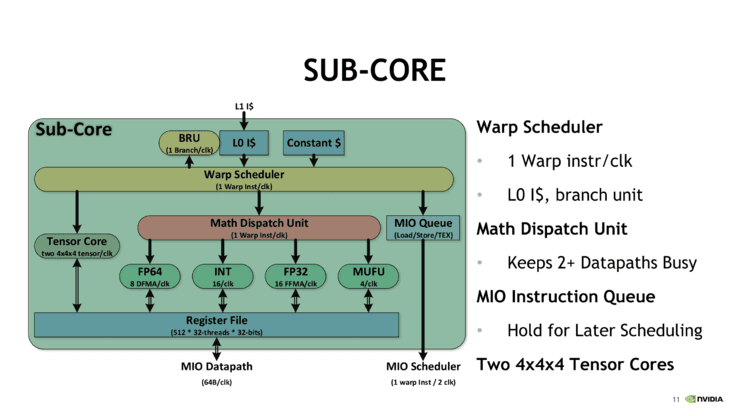 SUB-CORE
L1 I$
Sub-Core
BRU
(1 Branch/clk)
L0 I$
Constant $
Warp Scheduler
(1 Warp Inst/clk)
Math Dispatch Unit
(1 Warp Inst/clk)
MIO Queue
(Load/Store/TEX)
Tensor Core
two 4x4x4 tensor/clk
FP64
8 DFMA/clk
INT
16/clk
FP32
16 FFMA/clk
MUFU
4/clk
Register File
(512 * 32-threads * 32-bits)
MIO Datapath
(64B/clk)
MIO Scheduler
(1 warp Inst / 2 clk)
Warp Scheduler
• 1 Warp instr/clk
• L0 I$, branch unit
Math Dispatch Unit
• Keeps 2+ Datapaths Busy
MIO Instruction Queue
• Hold for Later Scheduling
Two 4x4x4 Tensor Cores
11 NVIDIA